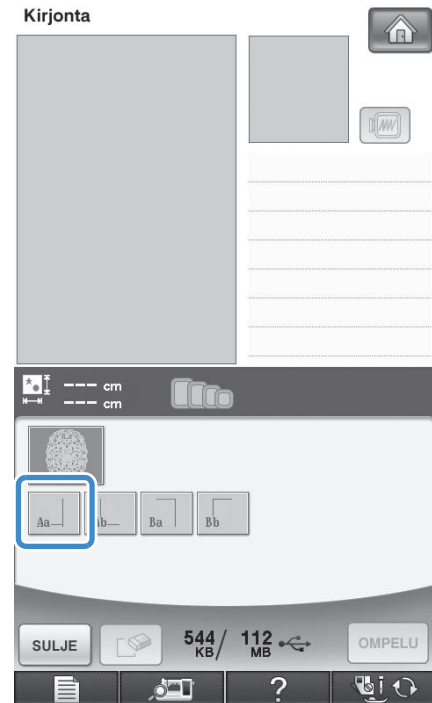 Kirjonta
--- cm
--- cm
Aa
Ab
Ba
Bb
SULJE
544 KB/
112 MB
OMPELU
?